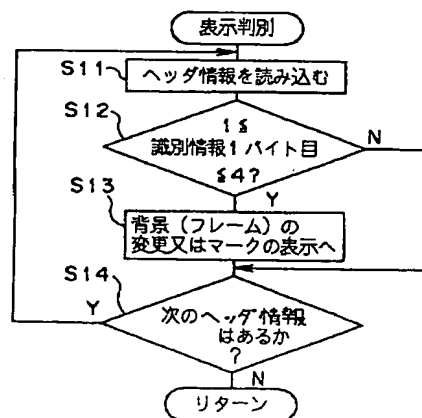 表示判別
S11
ヘッダ情報を読み込む
S12
1≦
識別情報1バイト目
≦4?
N
Y
S13
背景（フレーム）の
変更又はマークの表示へ
S14
Y
次のヘッダ情報
はあるか
?
N
リターン